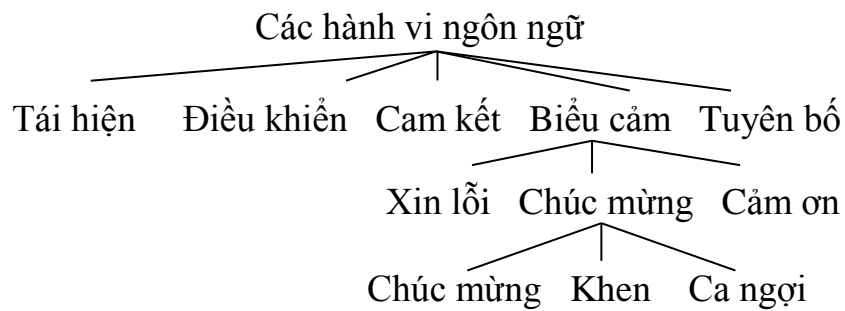 Các hành vi ngôn ngữ
Tái hiện Điều khiển Cam kết Biểu cảm Tuyên bố
Xin lỗi Chúc mừng Cảm ơn
Chúc mừng Khen Ca ngợi